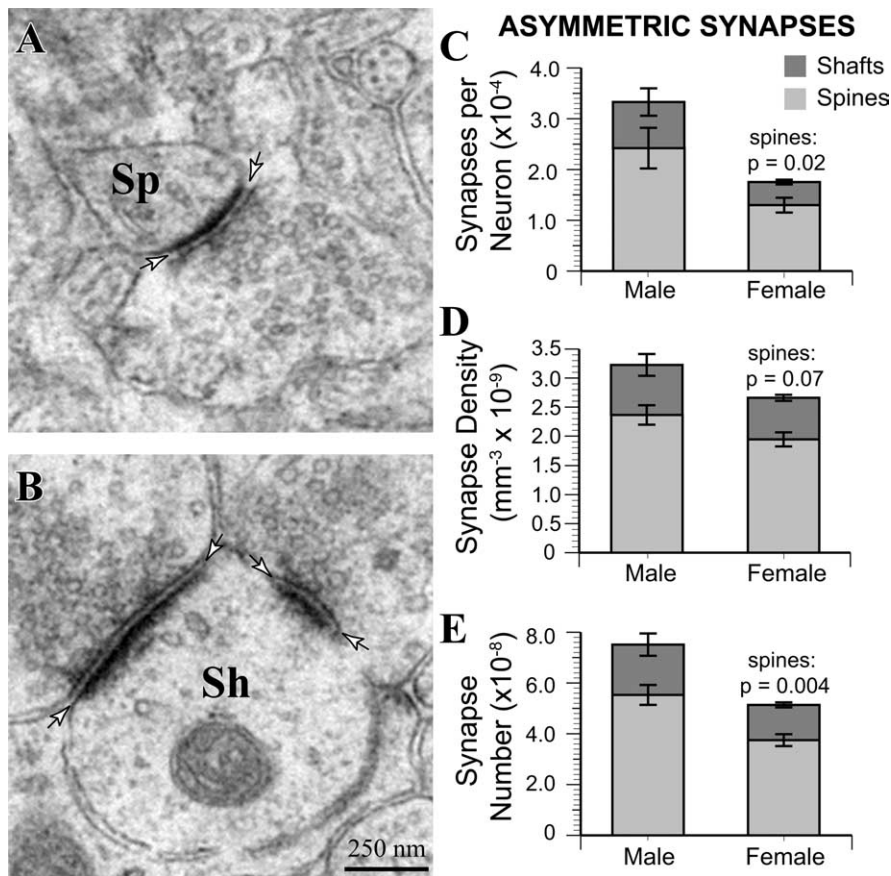 A
Sp
B
Sh
250 nm
ASYMMETRIC SYNAPSES
Shafts
Spines
C
Synapses per
Neuron (x10-4)
4.0
3.0
2.0
1.0
0
spines:
p = 0.02
Male
Female
D
Synapse Density
(mm-3 x 10-9)
3.5
3.0
2.5
2.0
1.5
1.0
0.5
0
spines:
p = 0.07
Male
Female
E
Synapse
Number (x10-8)
8.0
6.0
4.0
2.0
0
spines:
p = 0.004
Male
Female